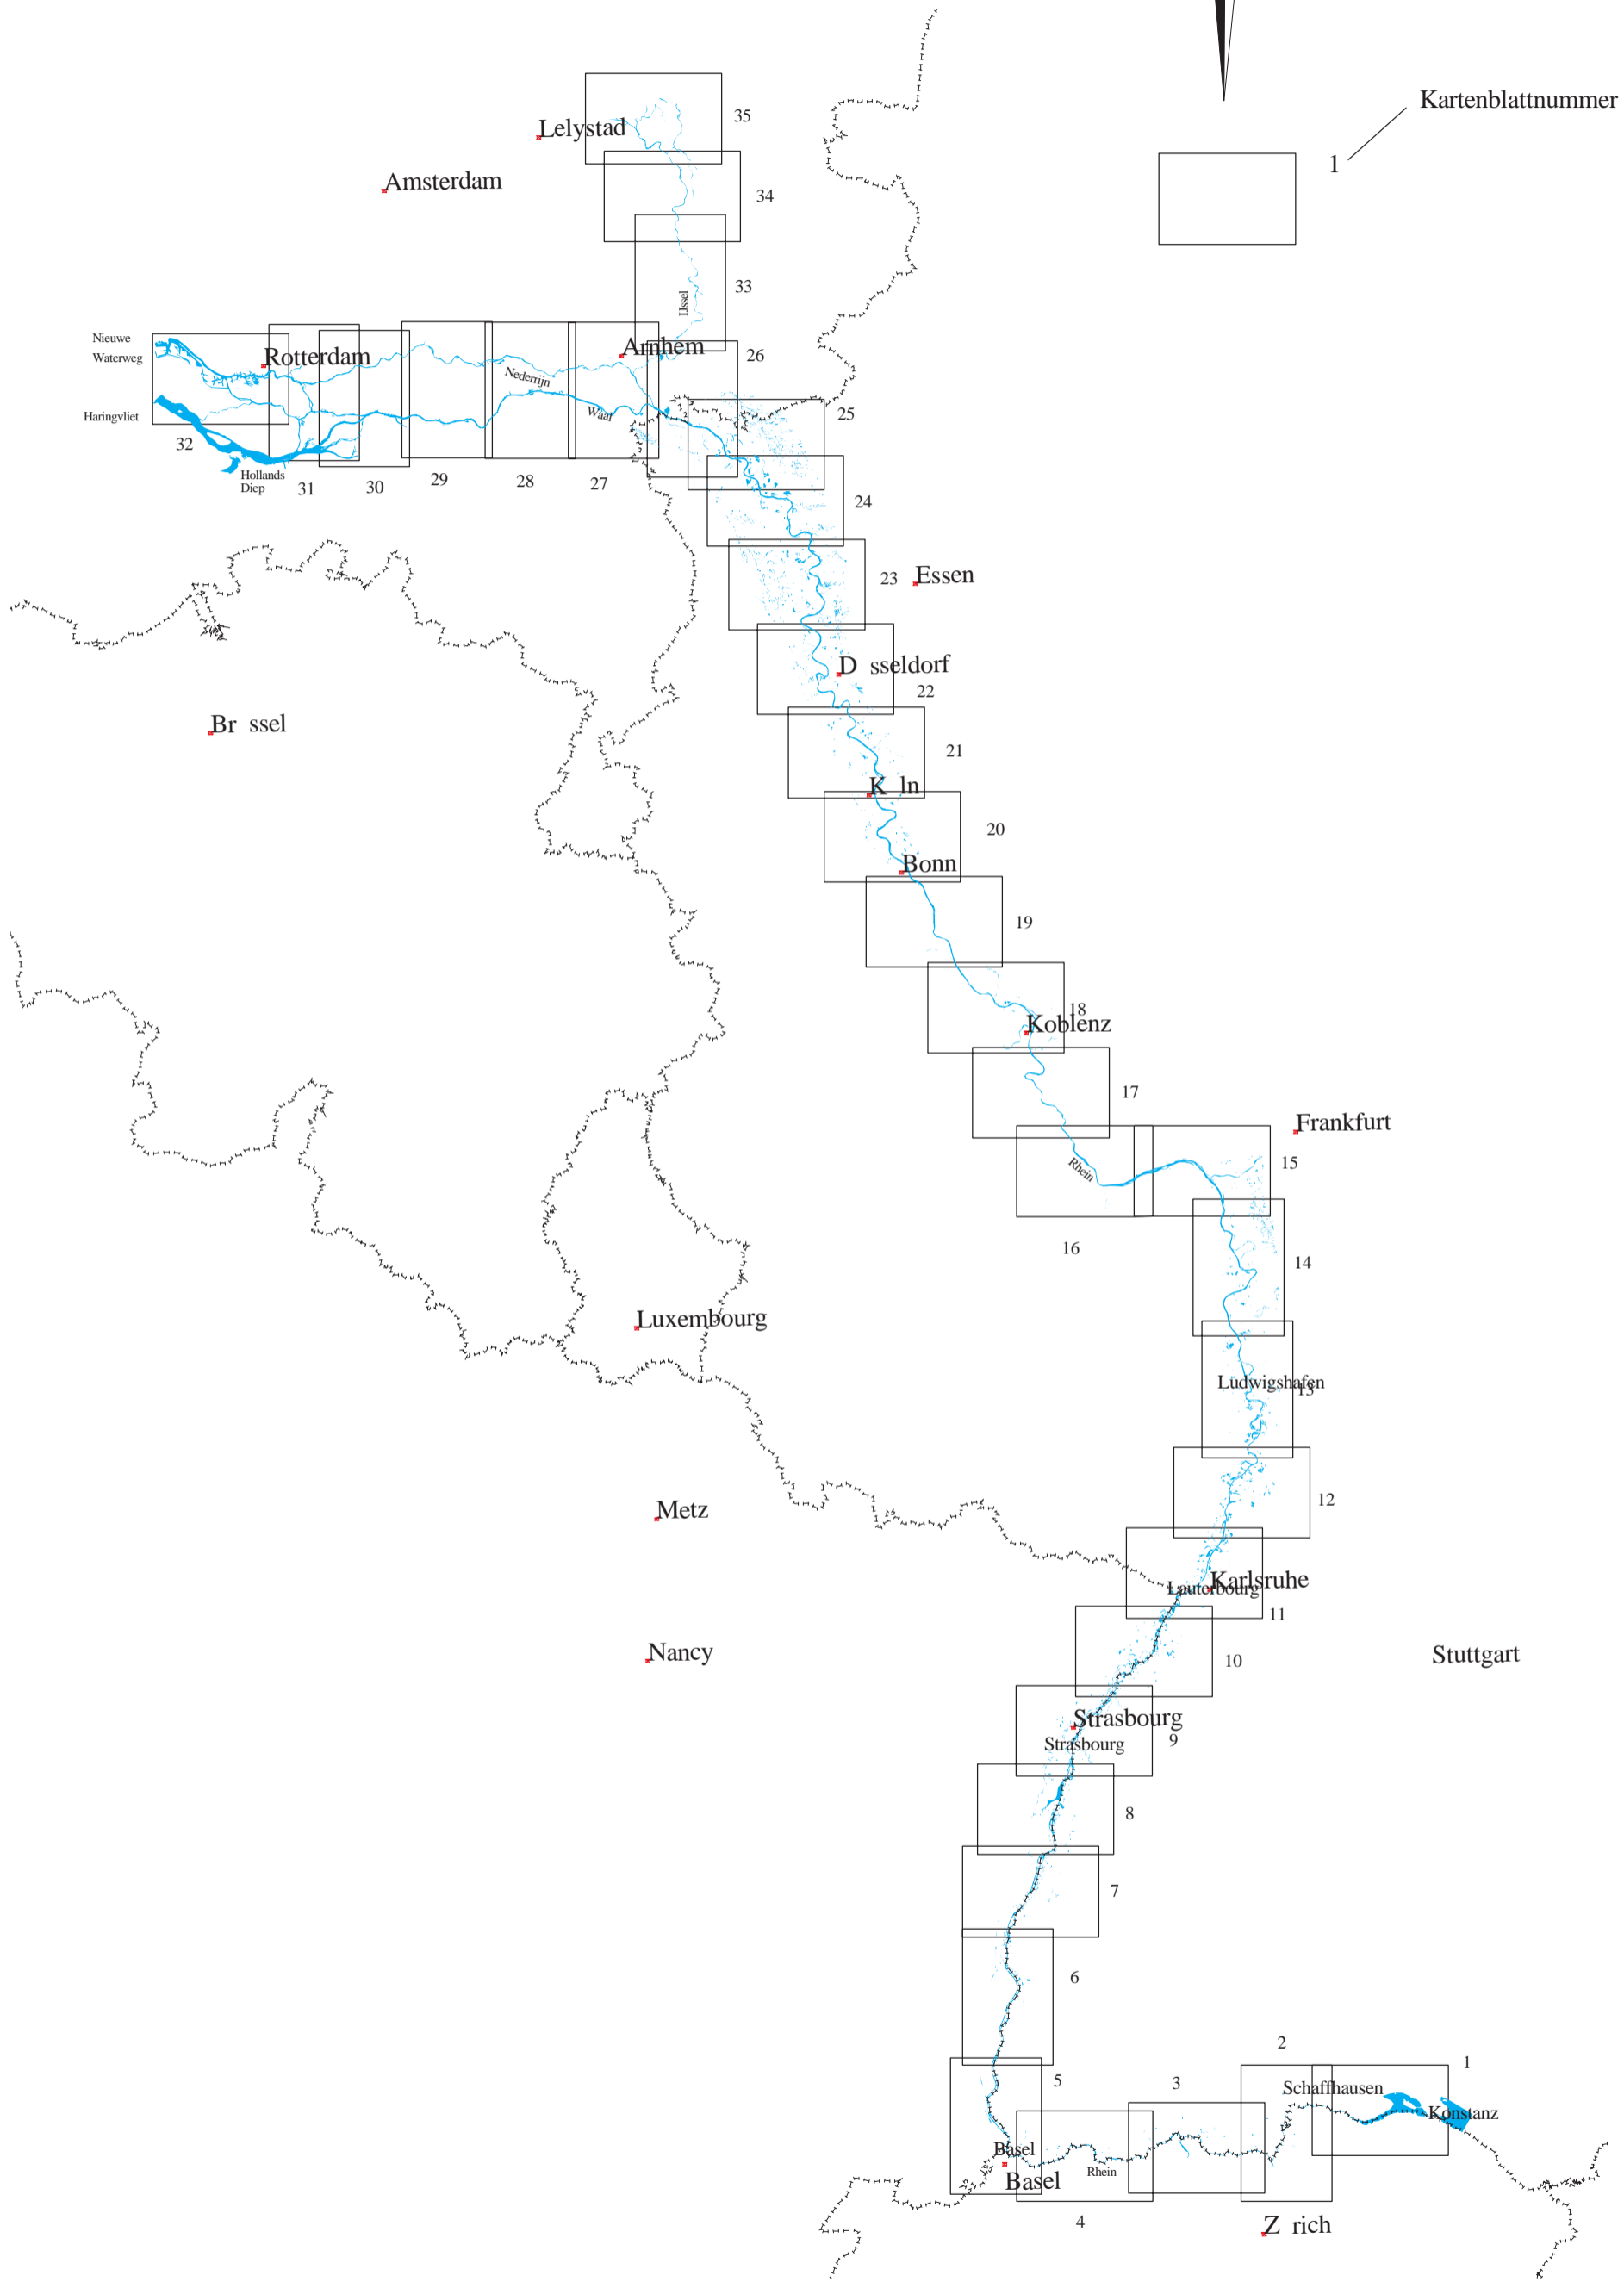 Kartenblattnummer
35
Lelystad
1
Amsterdam
34
33
IJssel
Nieuwe
Waterweg
Rotterdam
Arnhem
26
Nederrijn
Waal
Haringvliet
25
32
Hollands
Diep
31
30
29
28
27
24
23
Essen
D sseldorf
22
Br ssel
21
K ln
20
Bonn
19
18
Koblenz
17
Frankfurt
15
Rhein
16
14
Luxembourg
Ludwigshafen
13
12
Metz
Karlsruhe
Lauterbourg
11
Nancy
10
Stuttgart
Strasbourg
9
Strasbourg
8
7
6
2
1
5
3
Schaffhausen
Konstanz
Basel
Rhein
Basel
4
Z rich